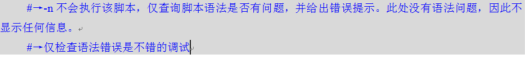 #→-n 不会执行该脚本，仅查询脚本语法是否有问题，并给出错误提示。此处没有语法问题，因此不
显示任何信息。↵
#→仅检查语法错误是不错的调试